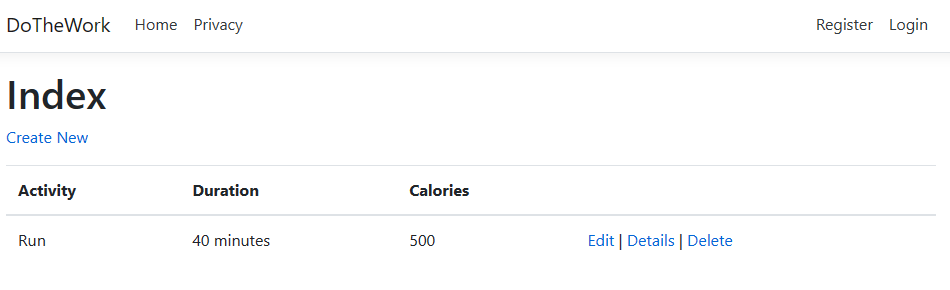 DoTheWork Home Privacy Register Login
Index
Create New
Activity Duration Calories
Run 40 minutes 500 Edit | Details | Delete